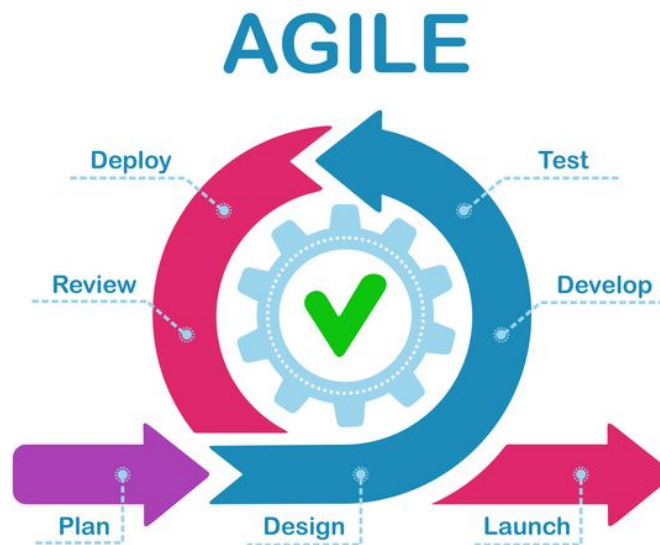 AGILE
Deploy
Test
Review
Develop
Plan
Design
Launch